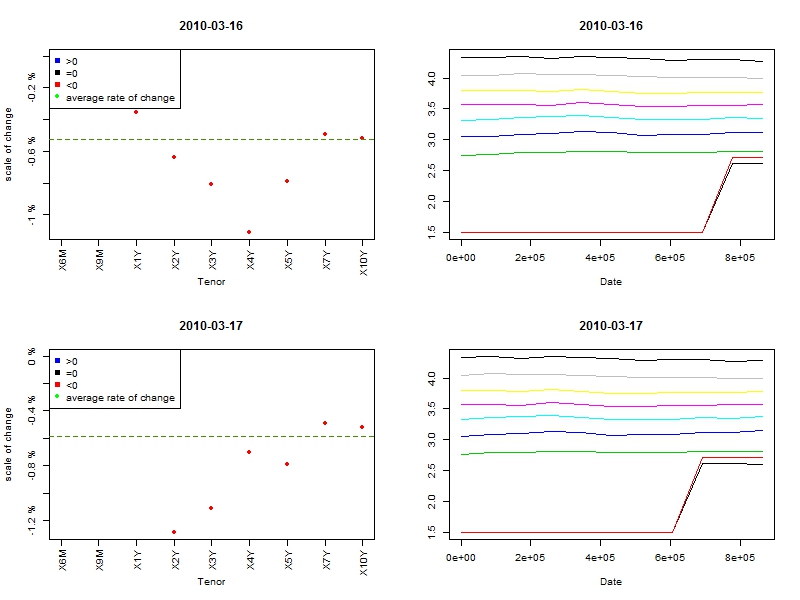 2010-03-16
>0
=0
<0
average rate of change
scale of change
-0.2 %
-0.6 %
-1 %
X6M X9M X1Y X2Y X3Y X4Y X5Y X7Y X10Y
Tenor
2010-03-16
4.0
3.5
3.0
2.5
2.0
1.5
0e+00 2e+05 4e+05 6e+05 8e+05
Date
2010-03-17
>0
=0
<0
average rate of change
scale of change
0 %
-0.4 %
-0.8 %
-1.2 %
X6M X9M X1Y X2Y X3Y X4Y X5Y X7Y X10Y
Tenor
2010-03-17
4.0
3.5
3.0
2.5
2.0
1.5
0e+00 2e+05 4e+05 6e+05 8e+05
Date